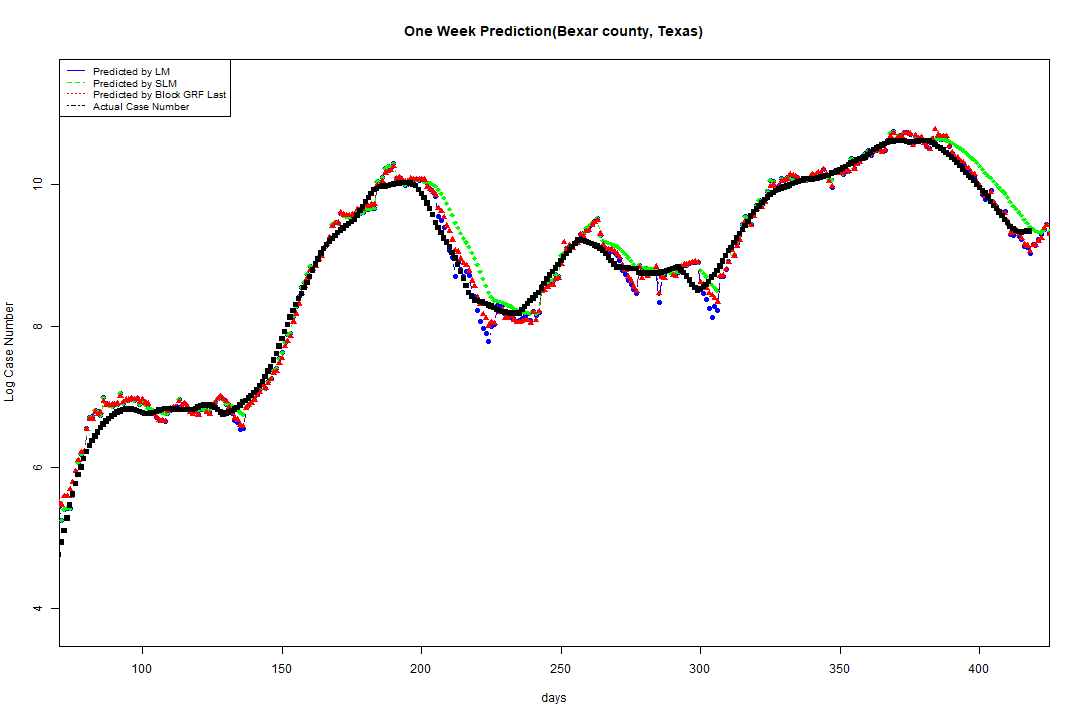 One Week Prediction(Bexar county, Texas)
Predicted by LM
Predicted by SLM
Predicted by Block GRF Last
Actual Case Number
Log Case Number
10
8
6
4
100 150 200 250 300 350 400
days